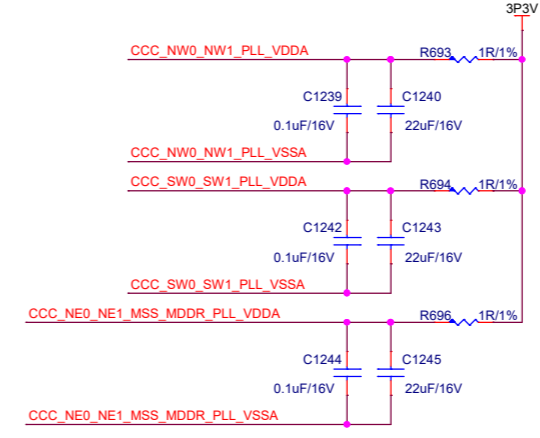 3P3V
CCC_NW0_NW1_PLL_VDDA
R693
1R/1%
C1239
C1240
0.1uF/16V
22uF/16V
CCC_NW0_NW1_PLL_VSSA
CCC_SW0_SW1_PLL_VDDA
R694
1R/1%
C1242
C1243
0.1uF/16V
22uF/16V
CCC_SW0_SW1_PLL_VSSA
CCC_NE0_NE1_MSS_MDDR_PLL_VDDA
R696
1R/1%
C1244
C1245
0.1uF/16V
22uF/16V
CCC_NE0_NE1_MSS_MDDR_PLL_VSSA